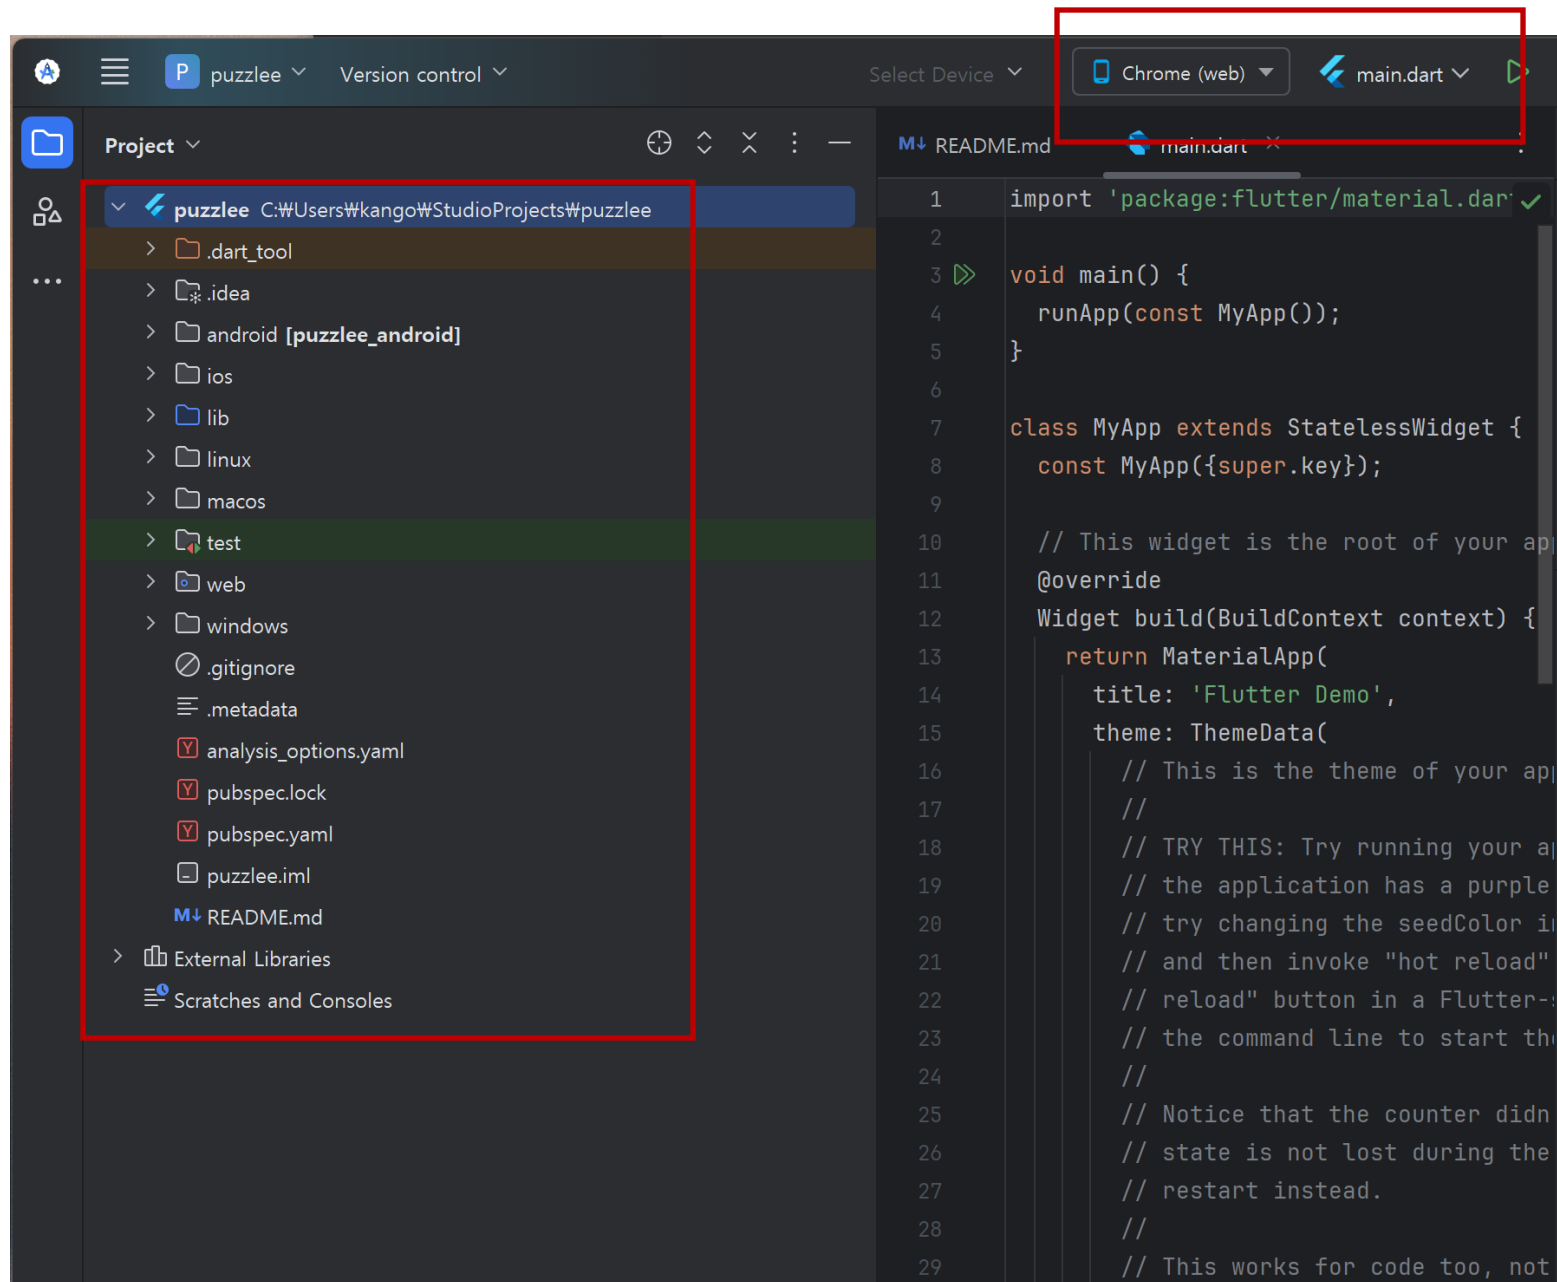 P puzzlee Version control Select Device Chrome (web) main.dart
Project
README.md main.dart
puzzlee C:₩Users₩kango₩StudioProjects₩puzzlee
.dart_tool
.idea
android [puzzlee_android]
ios
lib
linux
macos
test
web
windows
.gitignore
.metadata
analysis_options.yaml
pubspec.lock
pubspec.yaml
puzzlee.iml
README.md
External Libraries
Scratches and Consoles
1 import 'package:flutter/material.dar
2
3 void main() {
4 runApp(const MyApp());
5 }
6
7 class MyApp extends StatelessWidget {
8 const MyApp({super.key});
9
10 // This widget is the root of your ap
11 @override
12 Widget build(BuildContext context) {
13 return MaterialApp(
14 title: 'Flutter Demo',
15 theme: ThemeData(
16 // This is the theme of your ap
17 //
18 // TRY THIS: Try running your a
19 // the application has a purple
20 // try changing the seedColor i
21 // and then invoke "hot reload"
22 // reload" button in a Flutter-
23 // the command line to start th
24 //
25 // Notice that the counter didn
26 // state is not lost during the
27 // restart instead.
28 //
29 // This works for code too, not